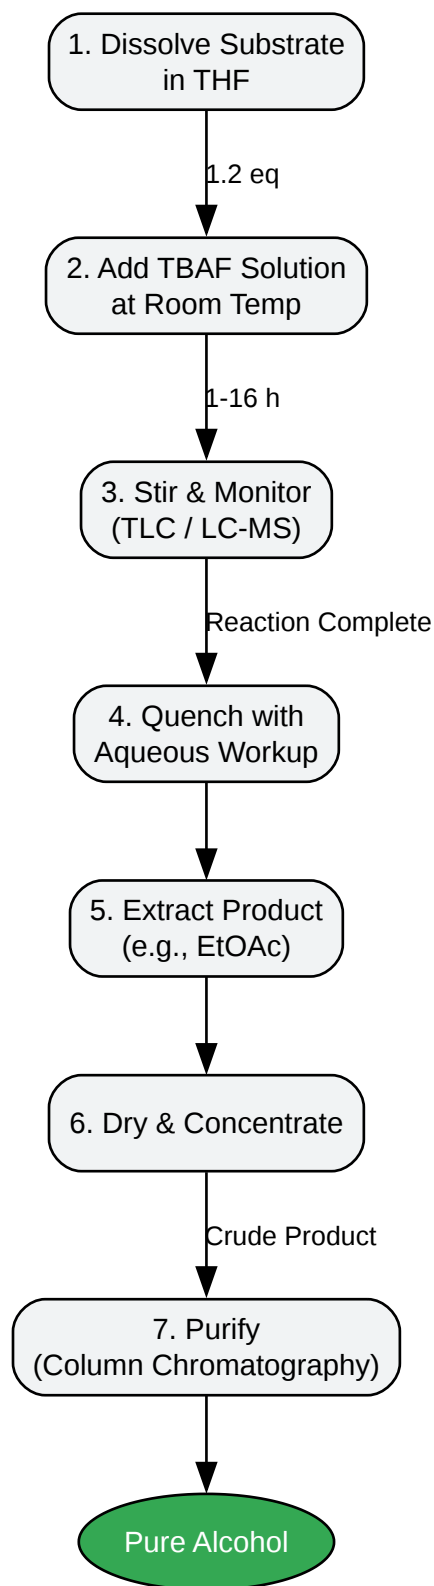 1. Dissolve Substrate
in THF
1.2 eq
2. Add TBAF Solution
at Room Temp
1-16 h
3. Stir & Monitor
(TLC / LC-MS)
Reaction Complete
4. Quench with
Aqueous Workup
5. Extract Product
(e.g., EtOAc)
6. Dry & Concentrate
Crude Product
7. Purify
(Column Chromatography)
Pure Alcohol